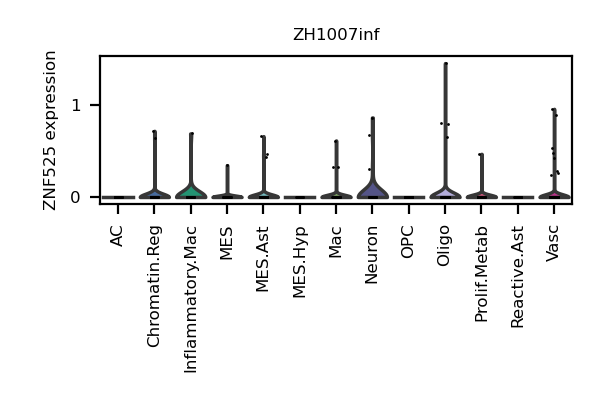 ZH1007inf
ZNF525 expression
1
0
AC
Chromatin.Reg
Inflammatory.Mac
MES
MES.Ast
MES.Hyp
Mac
Neuron
OPC
Oligo
Prolif.Metab
Reactive.Ast
Vasc